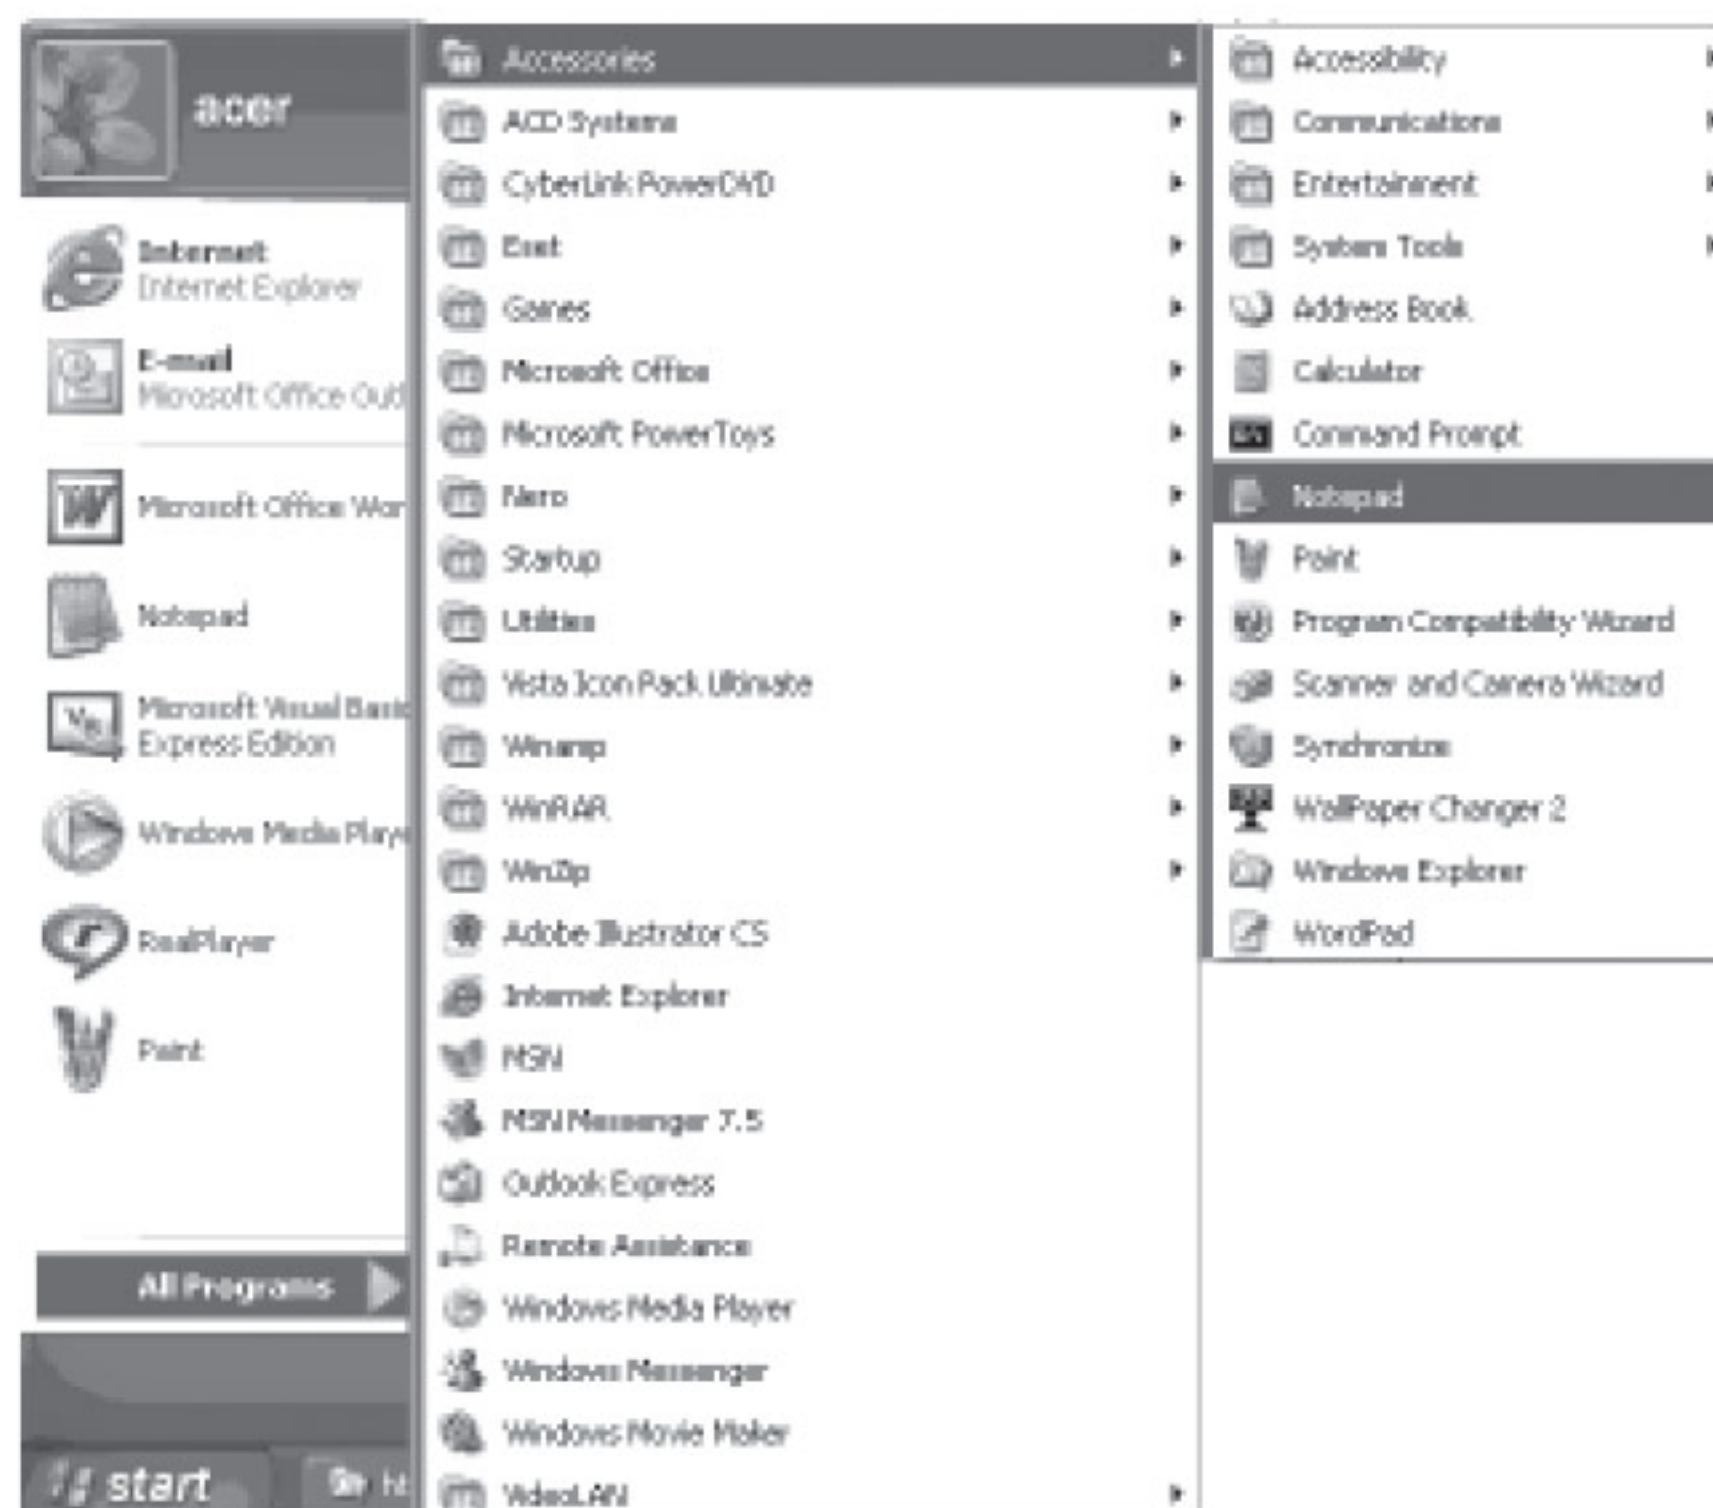 acer
Internet
Internet Explorer
E-mail
Microsoft Office Outl
Microsoft Office Wor
Notepad
Microsoft Visual Basic
Express Edition
Windows Media Playe
RealPlayer
Paint
All Programs
start
ht
Accessories
ACD Systems
CyberLink PowerDVD
Eset
Games
Microsoft Office
Microsoft PowerToys
Nero
Startup
Utilities
Vista Icon Pack Ultimate
Winamp
WinRAR
WinZip
Adobe Illustrator CS
Internet Explorer
MSN
MSN Messenger 7.5
Outlook Express
Remote Assistance
Windows Media Player
Windows Messenger
Windows Movie Maker
VideoLAN
Accessibility
Communications
Entertainment
System Tools
Address Book
Calculator
Command Prompt
Notepad
Paint
Program Compatibility Wizard
Scanner and Camera Wizard
Synchronize
WallPaper Changer 2
Windows Explorer
WordPad